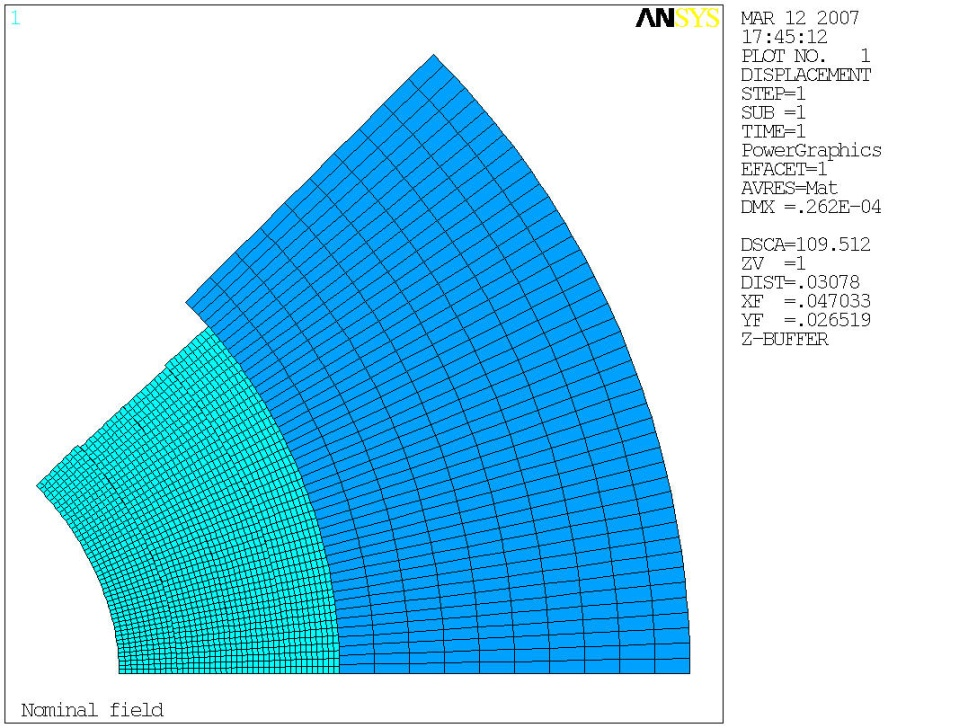 1
ANSYS
MAR 12 2007
17:45:12
PLOT NO.   1
DISPLACEMENT
STEP=1
SUB =1
TIME=1
PowerGraphics
EFACET=1
AVRES=Mat
DMX =.262E-04
DSCA=109.512
ZV  =1
DIST=.03078
XF  =.047033
YF  =.026519
Z-BUFFER
Nominal field